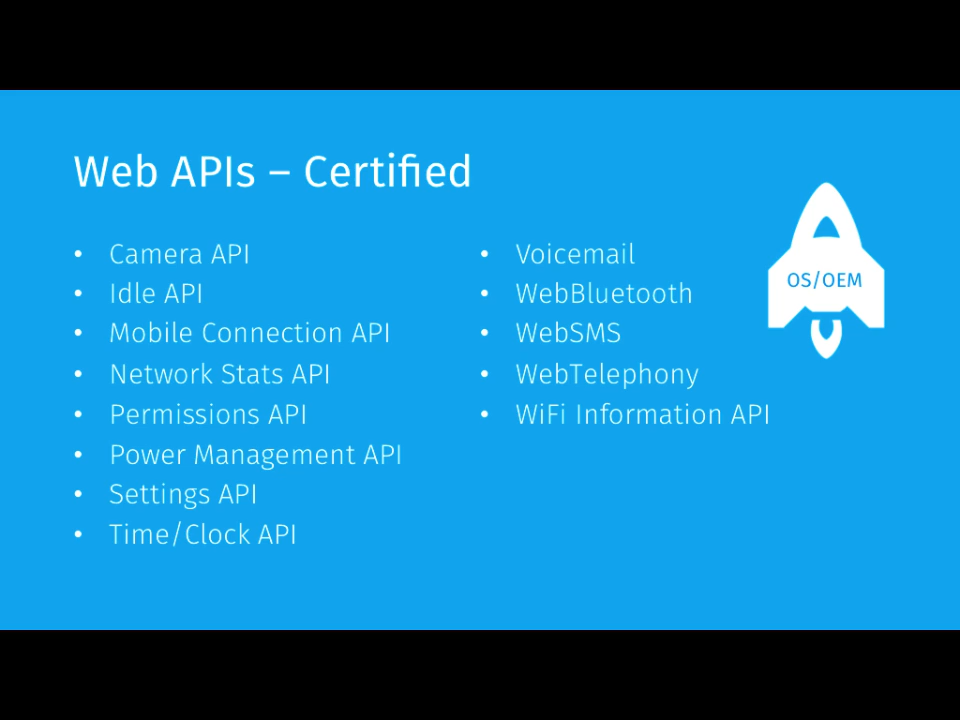 Web APIs – Certified
• Camera API
• Idle API
• Mobile Connection API
• Network Stats API
• Permissions API
• Power Management API
• Settings API
• Time/Clock API
• Voicemail
• WebBluetooth
• WebSMS
• WebTelephony
• WiFi Information API
OS/OEM